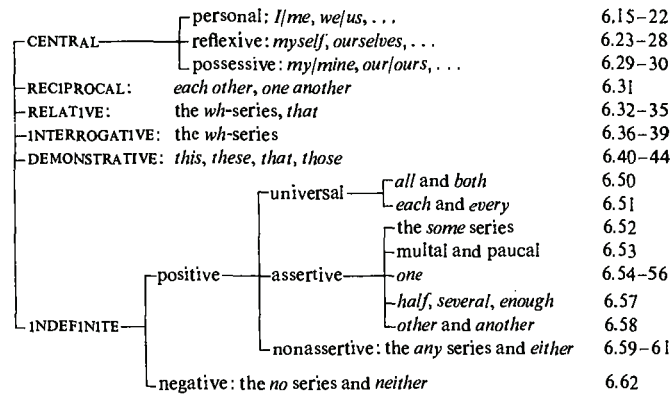 personal: I/me, we/us, ... 6.15–22
CENTRAL reflexive: myself, ourselves, ... 6.23–28
possessive: my/mine, our/ours, ... 6.29–30
RECIPROCAL: each other, one another 6.31
RELATIVE: the wh-series, that 6.32–35
INTERROGATIVE: the wh-series 6.36–39
DEMONSTRATIVE: this, these, that, those 6.40–44
all and both 6.50
universal
each and every 6.51
the some series 6.52
multal and paucal 6.53
positive assertive one 6.54–56
half, several, enough 6.57
INDEFINITE other and another 6.58
nonassertive: the any series and either 6.59–61
negative: the no series and neither 6.62